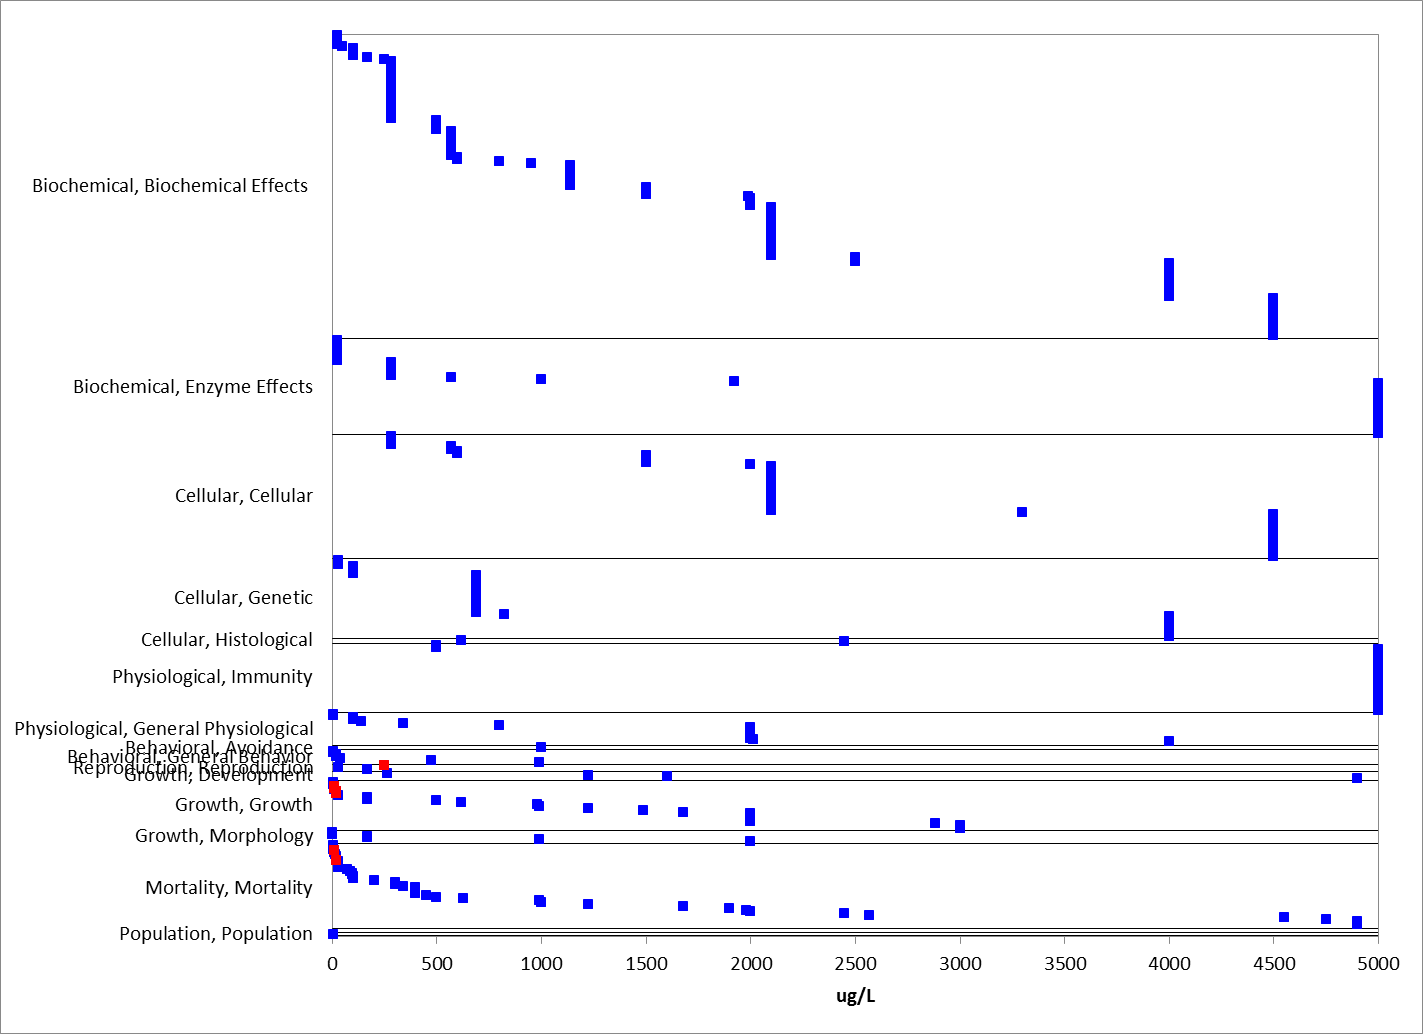 Biochemical, Biochemical Effects
Biochemical, Enzyme Effects
Cellular, Cellular
Cellular, Genetic
Cellular, Histological
Physiological, Immunity
Physiological, General Physiological
Behavioral, Avoidance
Behavioral, General Behavior
Reproduction, Reproduction
Growth, Development
Growth, Growth
Growth, Morphology
Mortality, Mortality
Population, Population
0 500 1000 1500 2000 2500 3000 3500 4000 4500 5000
ug/L